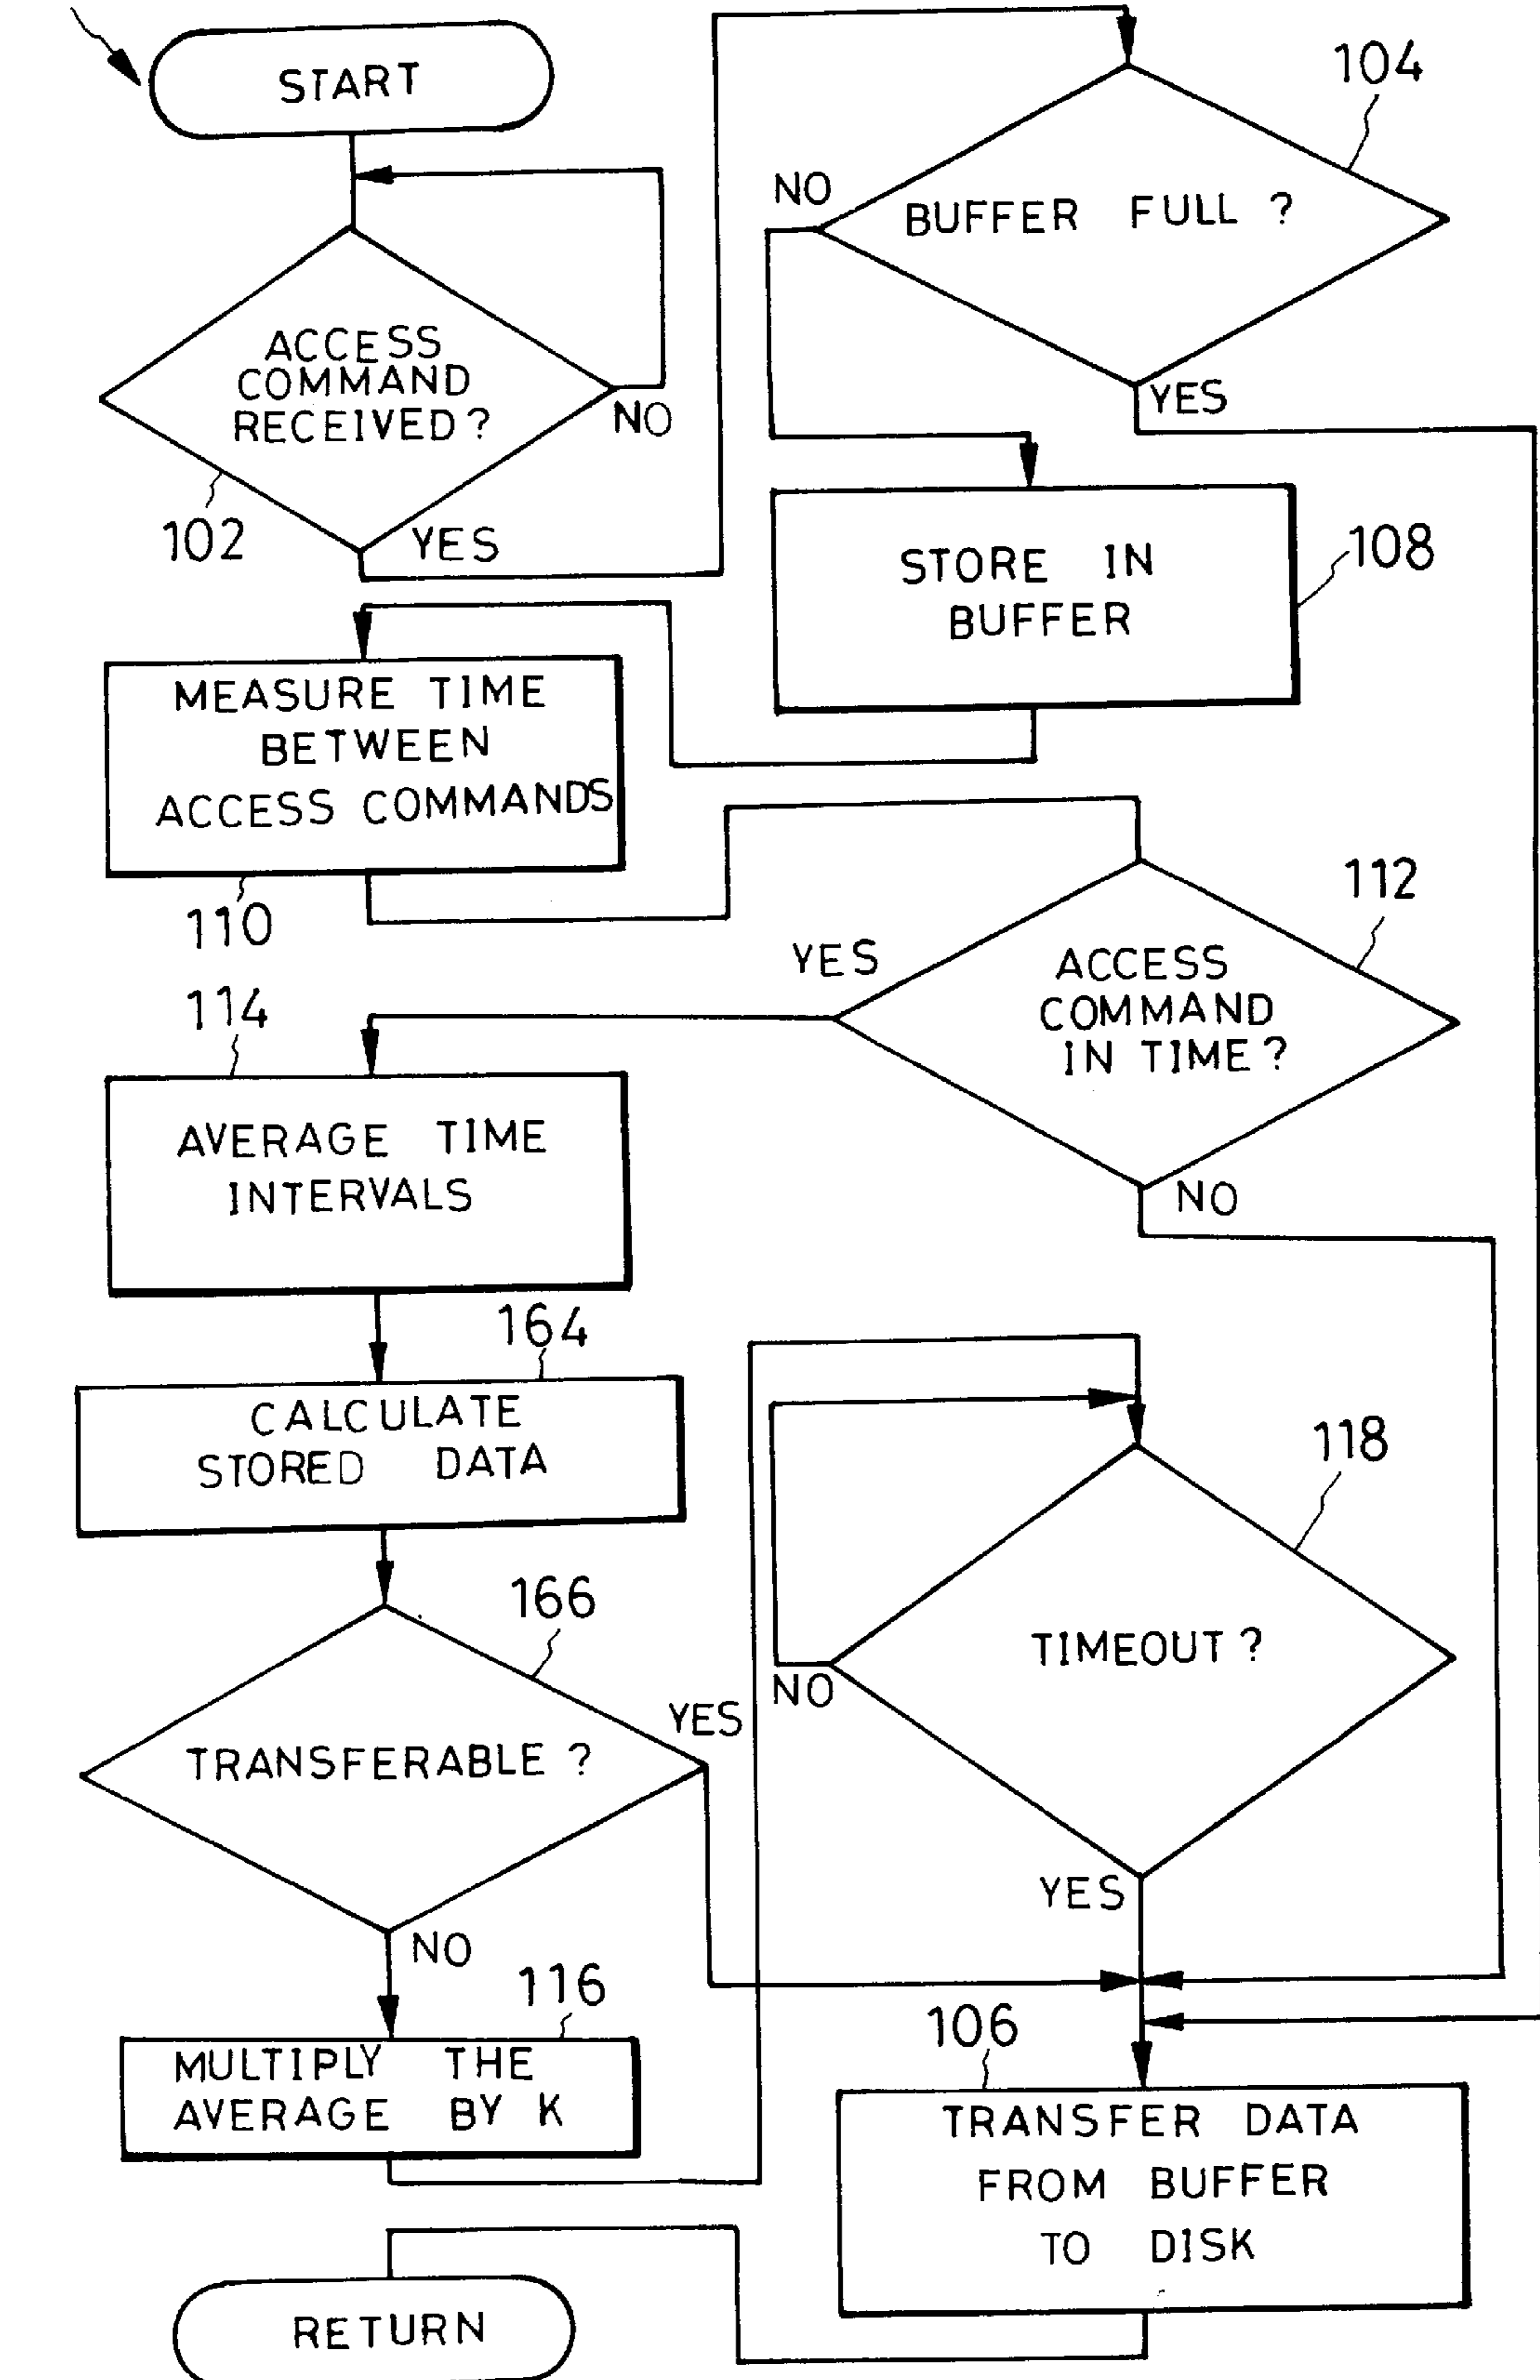 START
ACCESS
COMMAND
RECEIVED?
NO
102
YES
104
NO
BUFFER FULL ?
YES
STORE IN
BUFFER
108
MEASURE TIME
BETWEEN
ACCESS COMMANDS
110
112
YES
ACCESS
COMMAND
IN TIME?
NO
114
AVERAGE TIME
INTERVALS
164
CALCULATE
STORED DATA
166
YES
TRANSFERABLE ?
NO
118
TIMEOUT ?
NO
YES
116
MULTIPLY THE
AVERAGE BY K
106
TRANSFER DATA
FROM BUFFER
TO DISK
RETURN